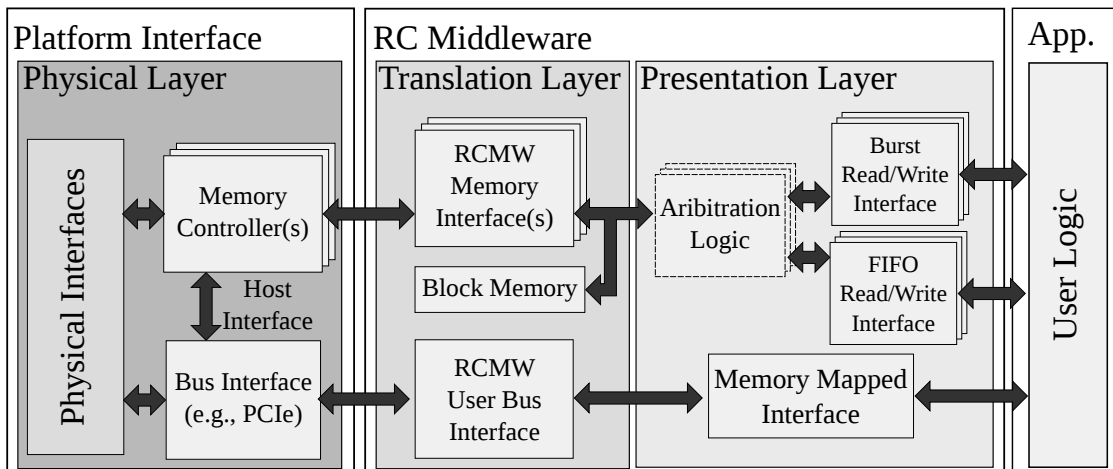 Platform Interface
RC Middleware
App.
Physical Layer
Translation Layer
Presentation Layer
Physical Interfaces
Memory
Controller(s)
Host
Interface
Bus Interface
(e.g., PCIe)
RCMW
Memory
Interface(s)
Block Memory
RCMW
User Bus
Interface
Aribitration
Logic
Burst
Read/Write
Interface
FIFO
Read/Write
Interface
Memory Mapped
Interface
User Logic